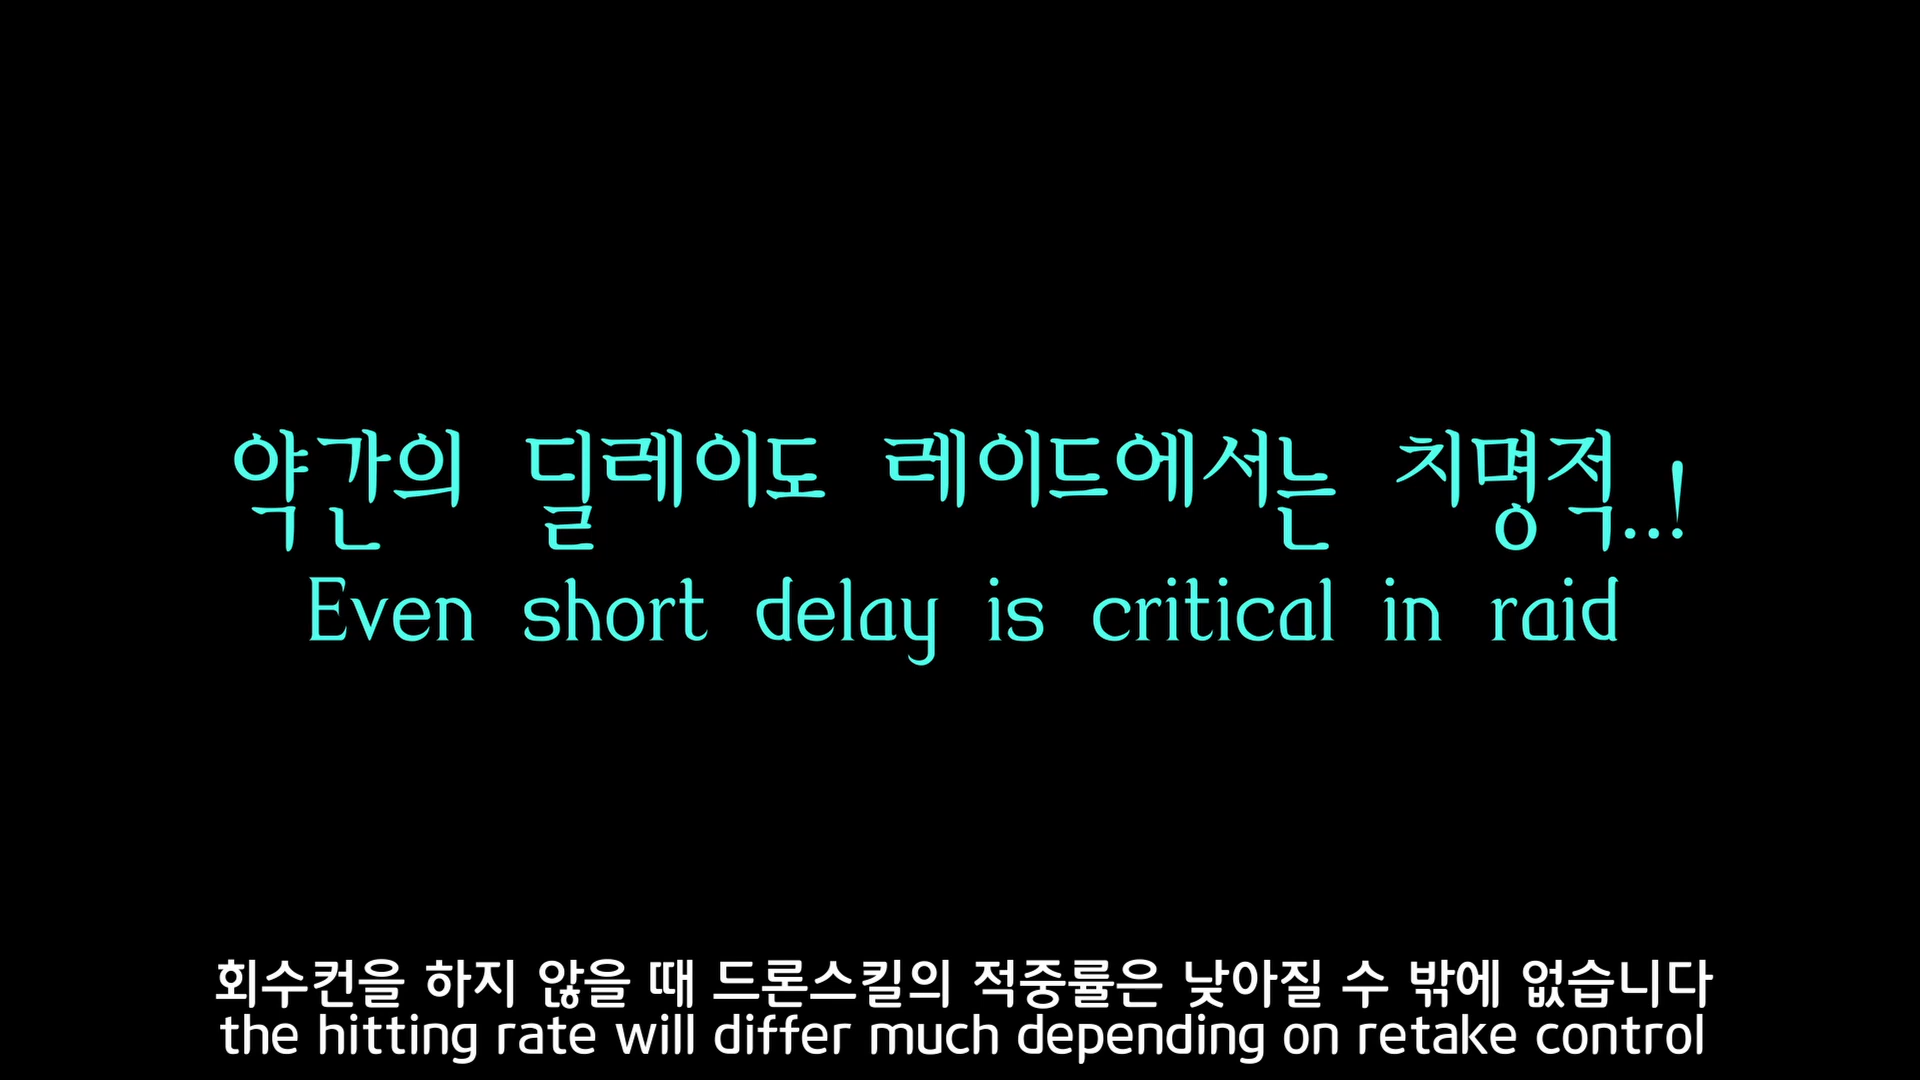 약간의 딜레이도 레이드에서는 치명적..!
Even short delay is critical in raid
회수컨을 하지 않을 때 드론스킬의 적중률은 낮아질 수 밖에 없습니다
the hitting rate will differ much depending on retake control